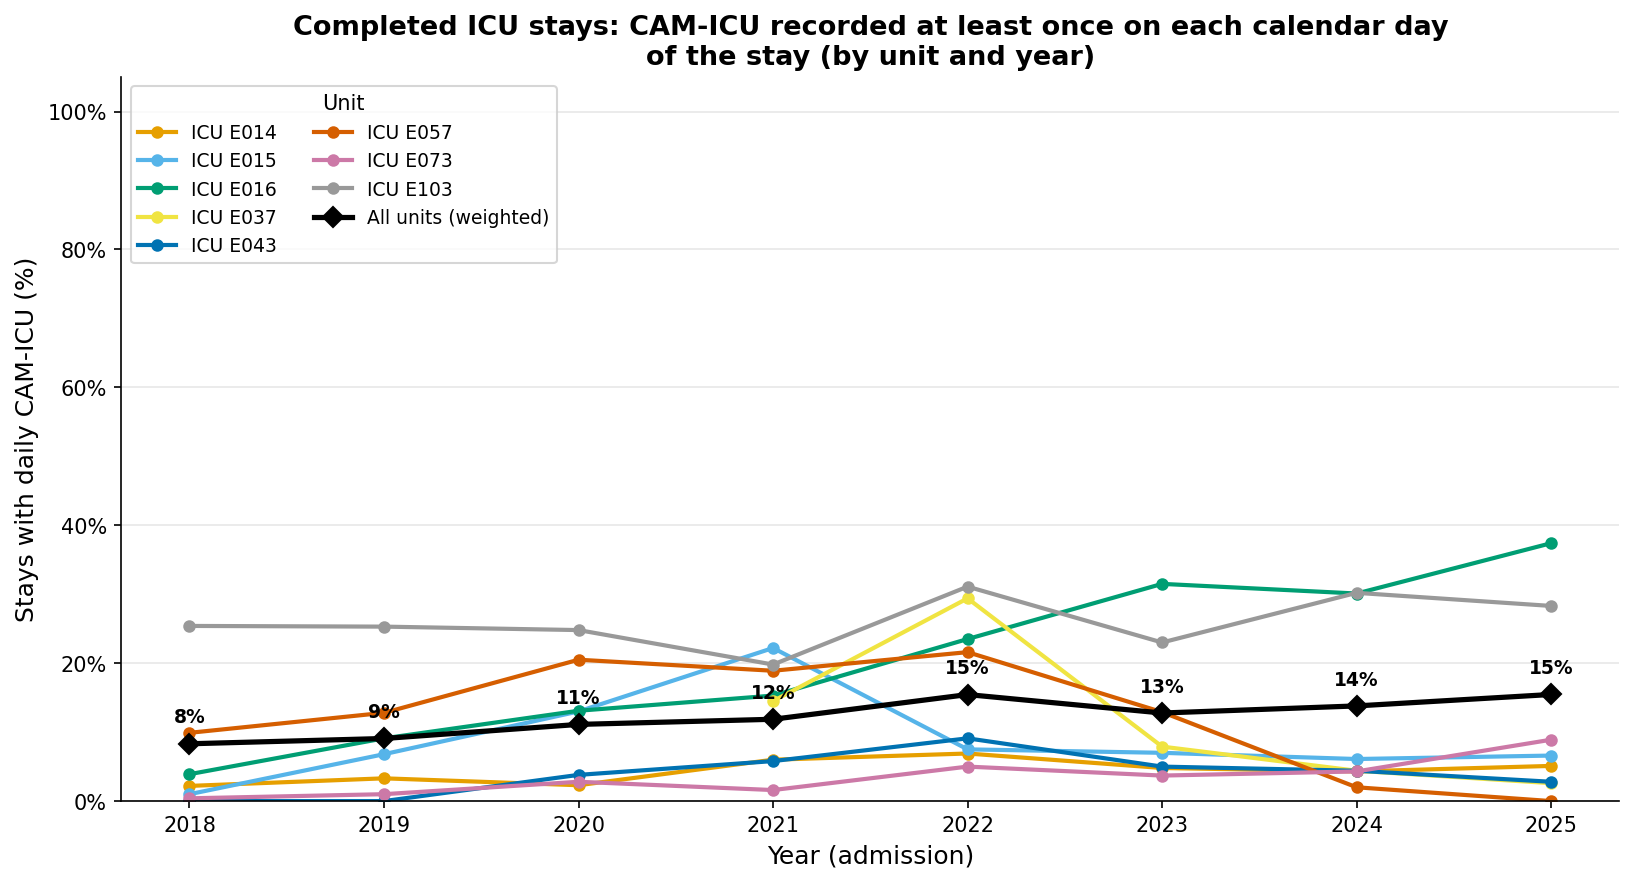 Completed ICU stays: CAM-ICU recorded at least once on each calendar day
of the stay (by unit and year)
Unit
ICU E014
ICU E015
ICU E016
ICU E037
ICU E043
ICU E057
ICU E073
ICU E103
All units (weighted)
Stays with daily CAM-ICU (%)
100%
80%
60%
40%
20%
0%
8%
9%
11%
12%
15%
13%
14%
15%
2018
2019
2020
2021
2022
2023
2024
2025
Year (admission)